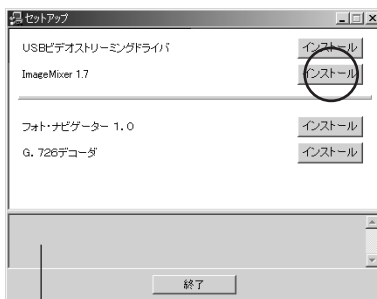 セットアップ
USBビデオストリーミングドライバ インストール
ImageMixer 1.7 インストール
フォト・ナビゲーター 1.0 インストール
G.726デコーダ インストール
終了